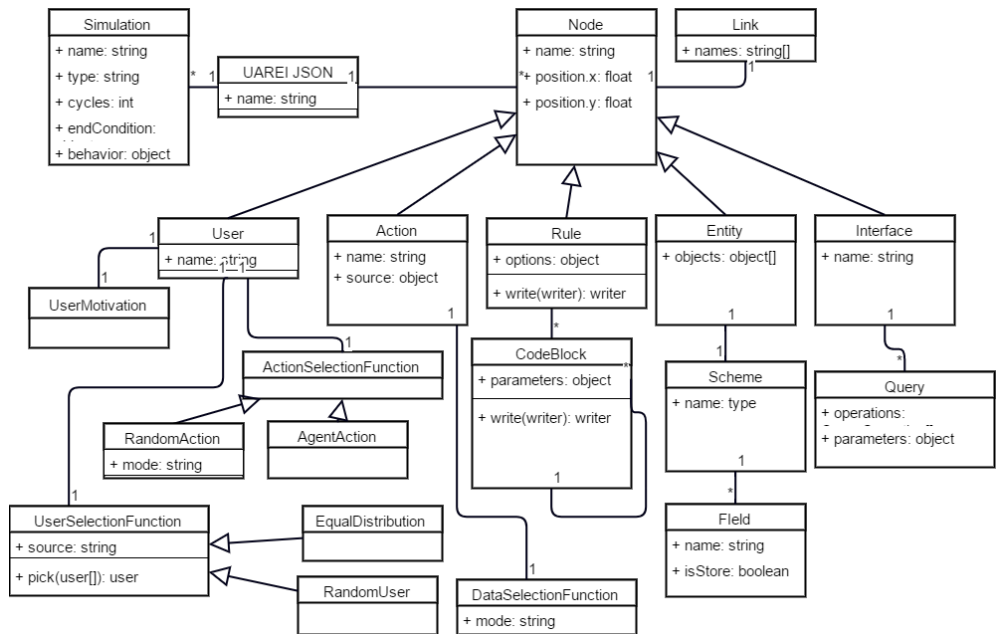 Simulation
+ name: string
+ type: string
+ cycles: int
+ endCondition:
+ behavior: object
*
1
UAREI JSON
+ name: string
1
Node
+ name: string
*
+ position.x: float
+ position.y: float
1
Link
+ names: string[]
1
User
+ name: string
1
1
1
1
UserMotivation
Action
+ name: string
+ source: object
1
Rule
+ options: object
+ write(writer): writer
*
Entity
+ objects: object[]
1
Interface
+ name: string
1
1
ActionSelectionFunction
CodeBlock
*
+ parameters: object
+ write(writer): writer
1
1
Scheme
+ name: type
1
*
Query
+ operations:
+ parameters: object
RandomAction
+ mode: string
AgentAction
1
UserSelectionFunction
+ source: string
+ pick(user[]): user
EqualDistribution
RandomUser
*
FIeld
+ name: string
+ isStore: boolean
1
DataSelectionFunction
+ mode: string